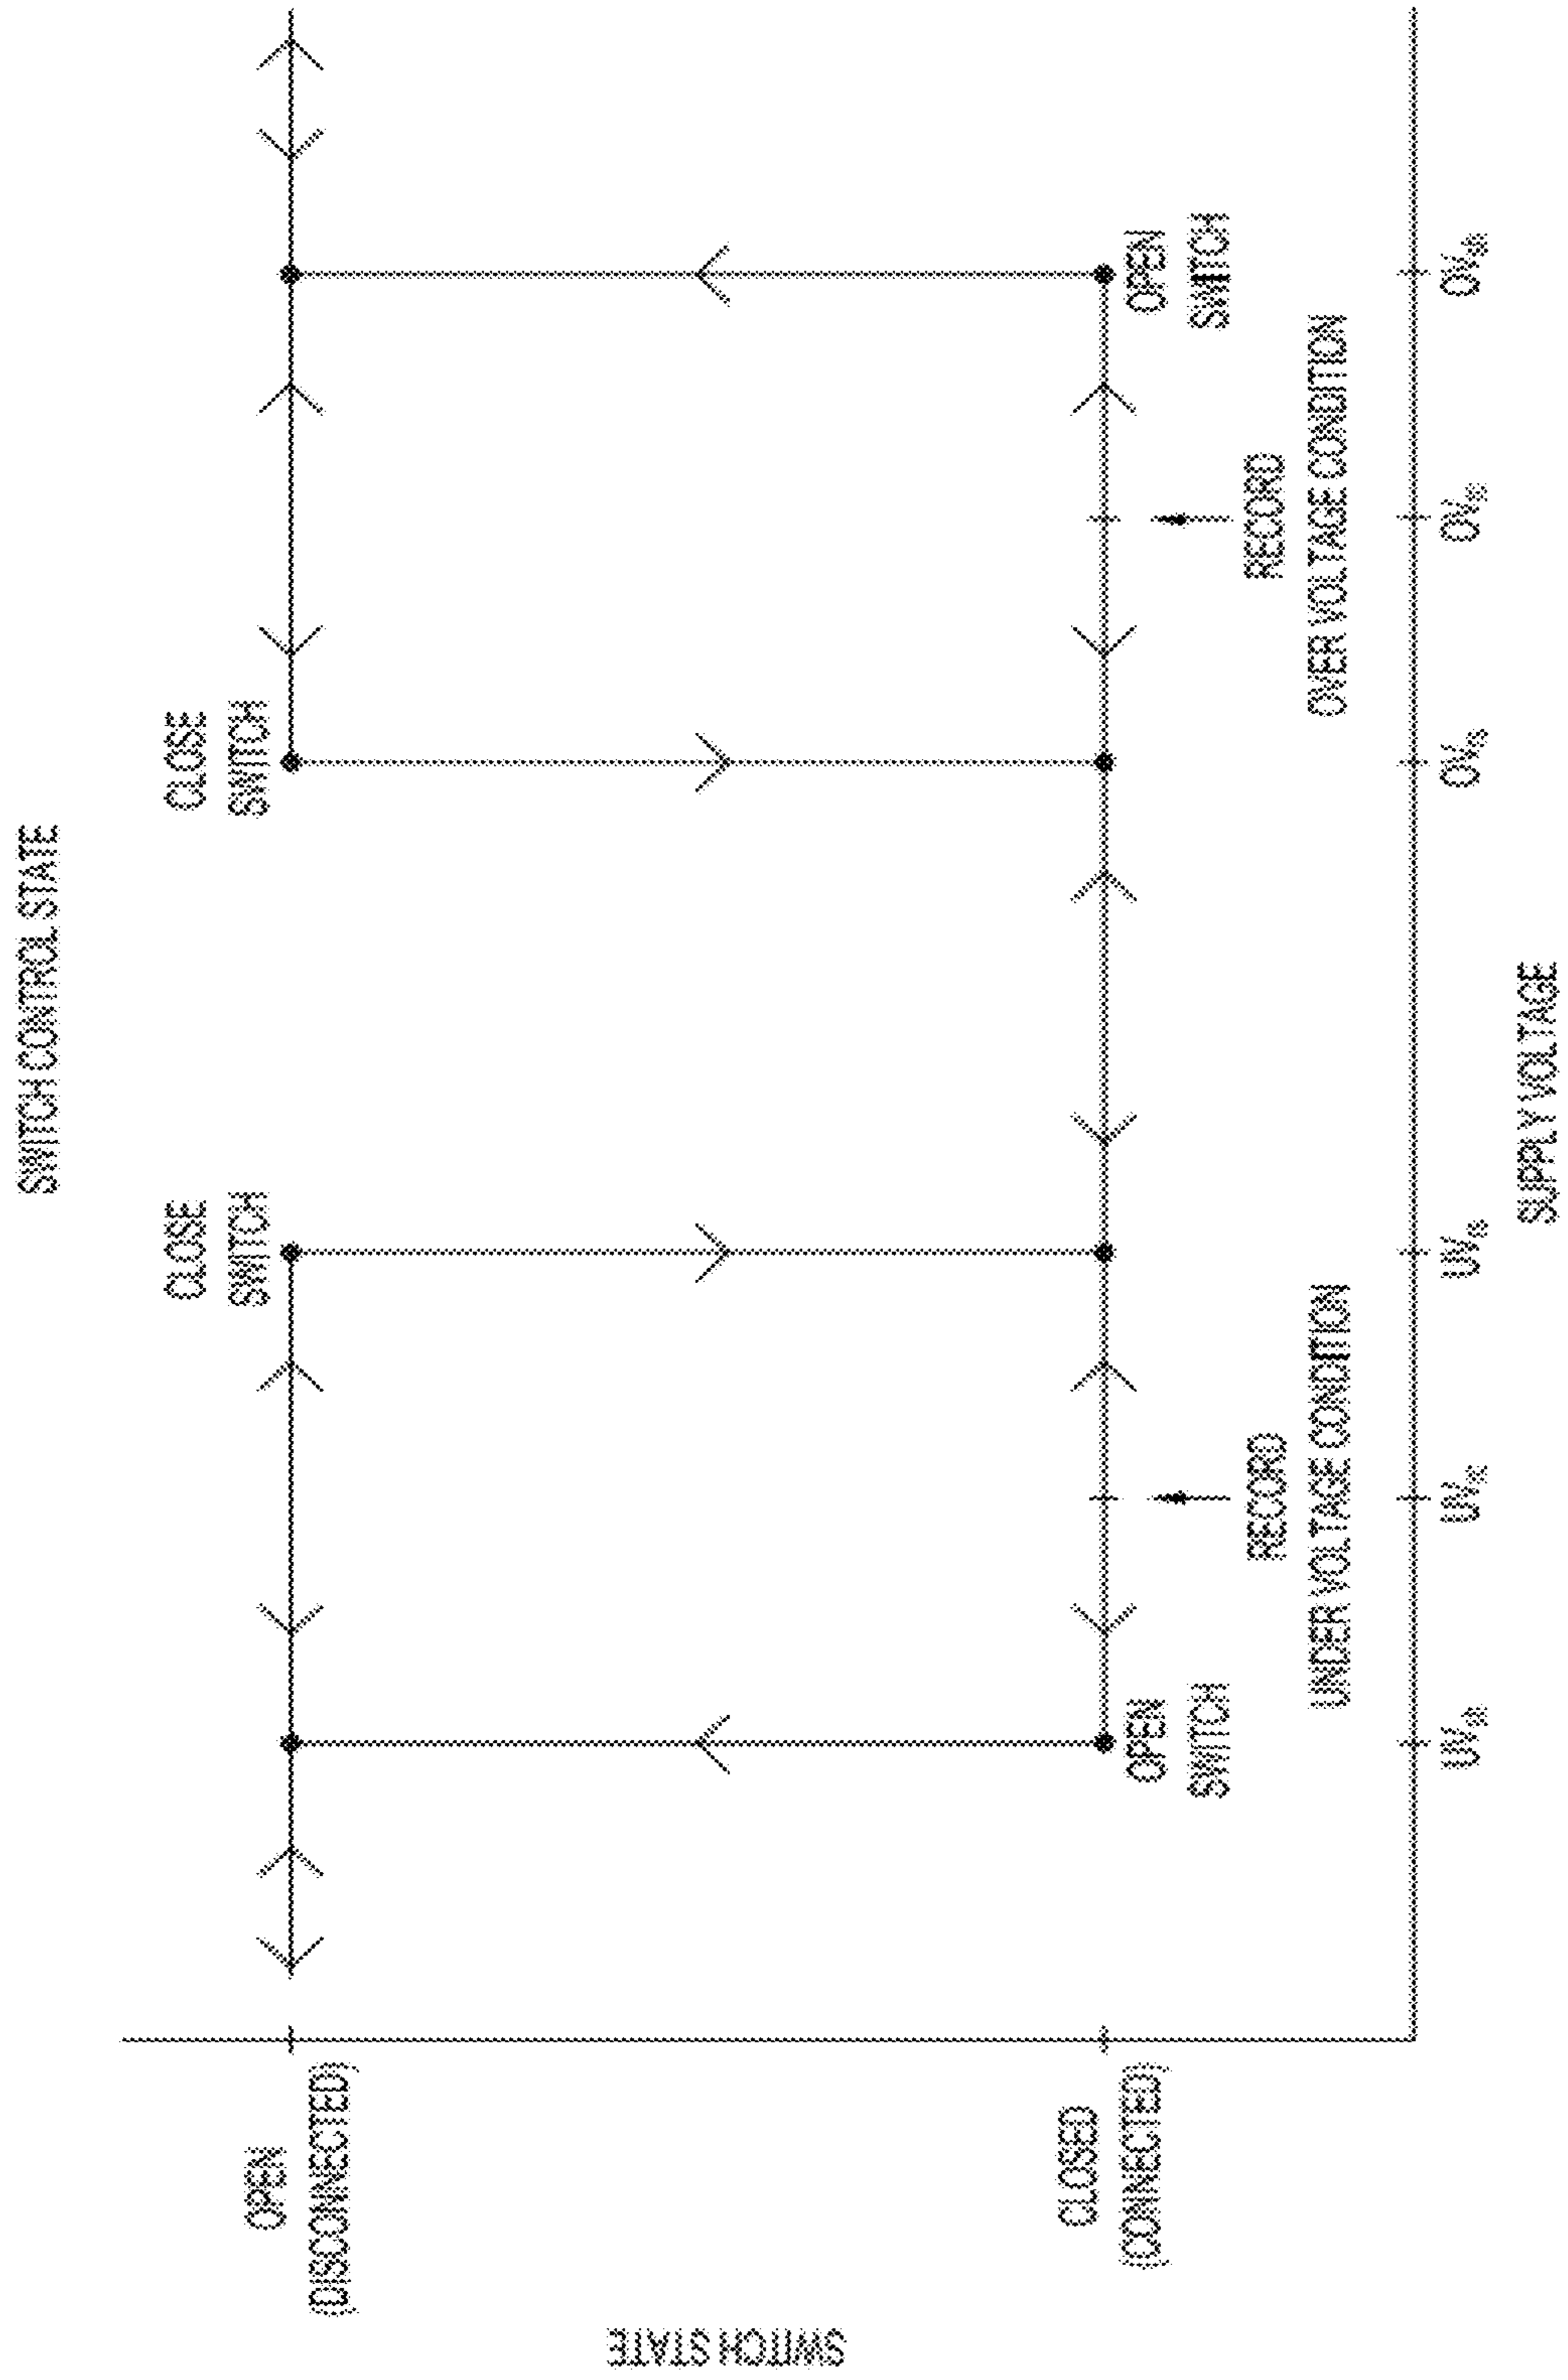 SWITCH CONTROL STATE
CLOSE
SWITCH
CLOSE
SWITCH
OPEN
(DISCONNECTED)
SWITCH STATE
CLOSED
(CONNECTED)
OPEN
SWITCH
RECORD
UNDER VOLTAGE CONDITION
RECORD
OVER VOLTAGE CONDITION
OPEN
SWITCH
SUPPLY VOLTAGE